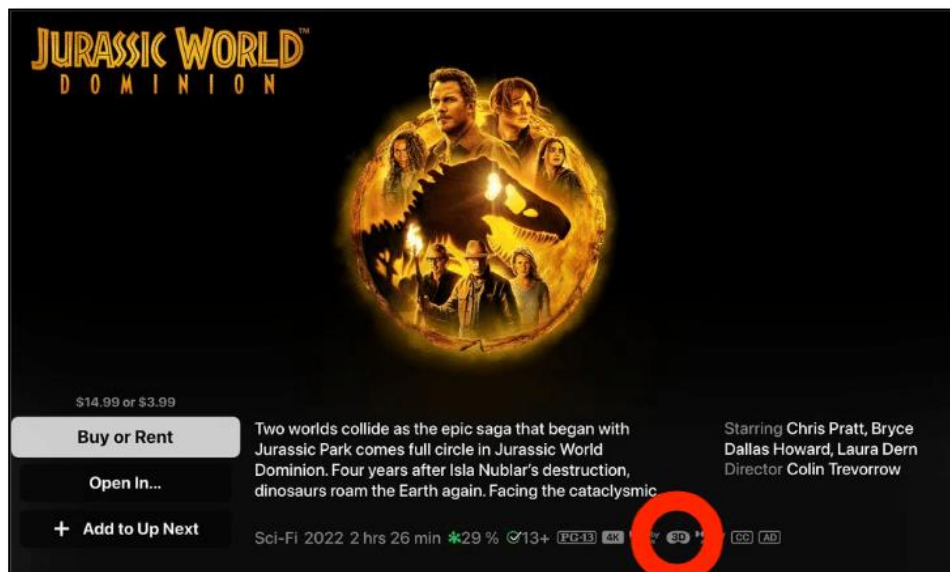 JURASSIC WORLD™
DOMINION
$14.99 or $3.99
Buy or Rent
Open In...
+ Add to Up Next
Two worlds collide as the epic saga that began with
Jurassic Park comes full circle in Jurassic World
Dominion. Four years after Isla Nublar's destruction,
dinosaurs roam the Earth again. Facing the cataclysmic
Starring Chris Pratt, Bryce
Dallas Howard, Laura Dern
Director Colin Trevorrow
Sci-Fi 2022 2 hrs 26 min 29 % 13+ PG-13 4K 3D CC AD